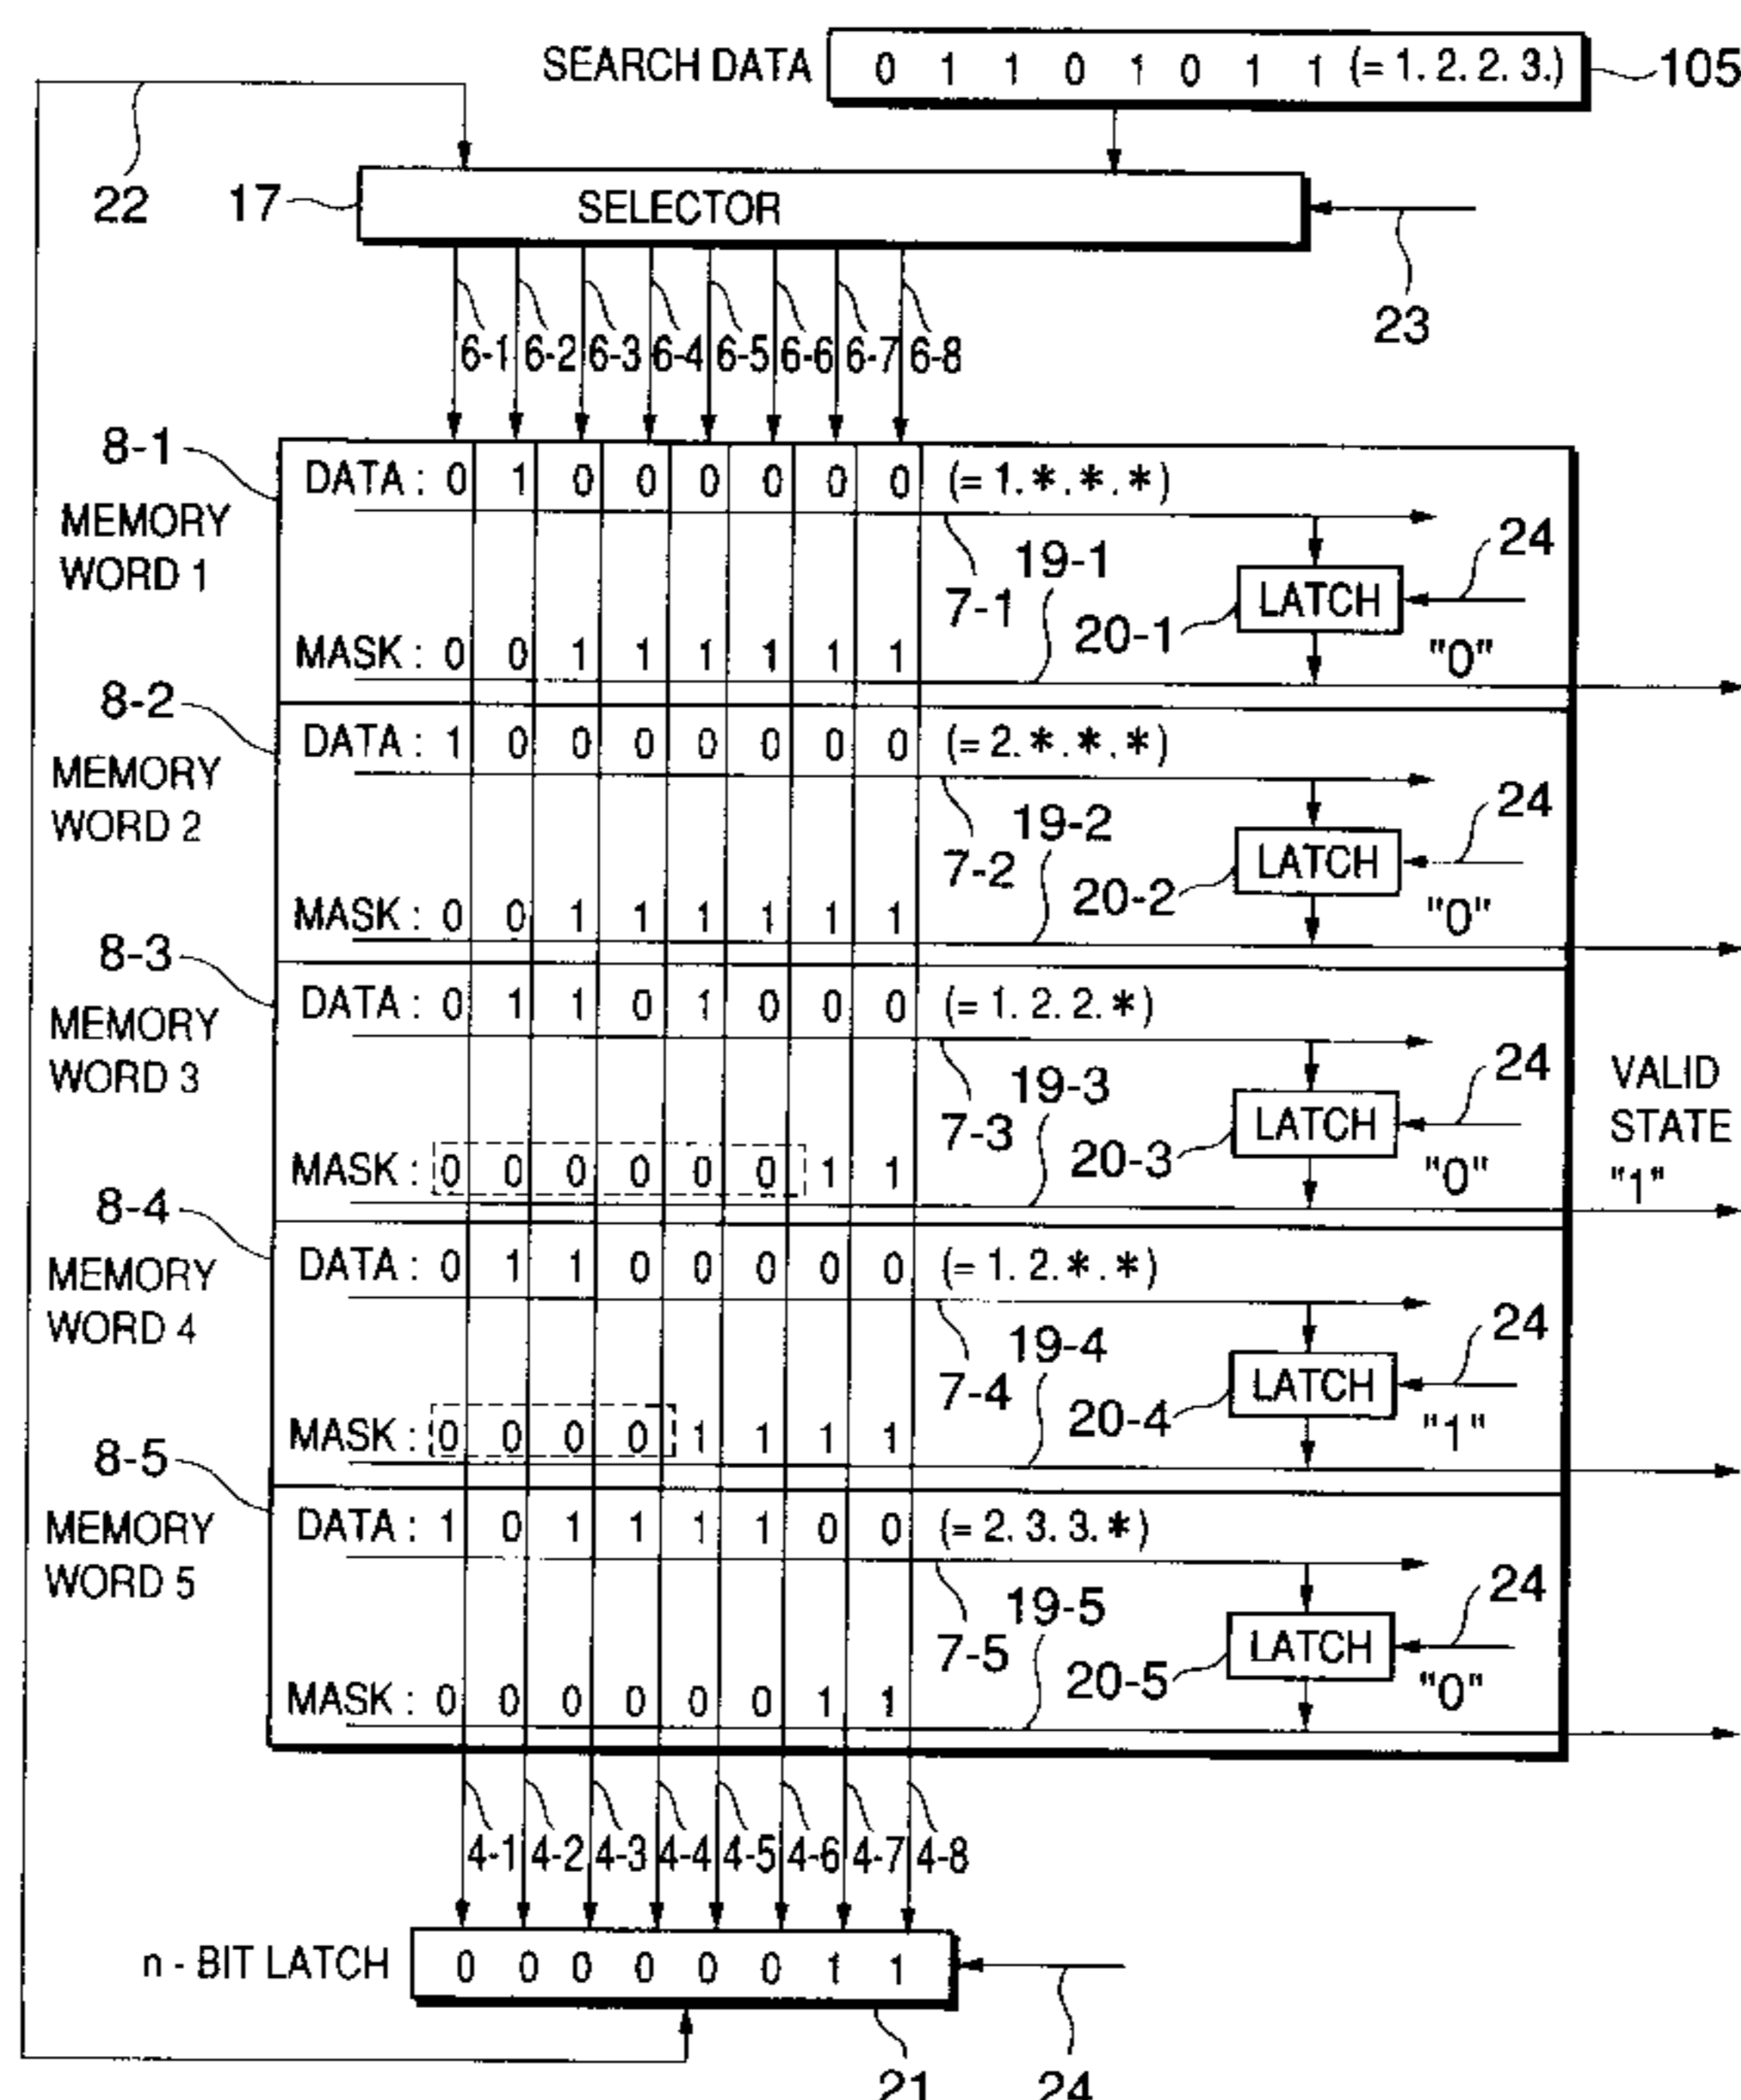 SEARCH DATA 0 1 1 0 1 0 1 1 (= 1. 2. 2. 3.) 105
22 17 SELECTOR
23
6-1 6-2 6-3 6-4 6-5 6-6 6-7 6-8
8-1
MEMORY WORD 1
DATA : 0 1 0 0 0 0 0 0 (= 1. *. *. *)
7-1 19-1 24
20-1 LATCH
MASK : 0 0 1 1 1 1 1 1 "0"
8-2
MEMORY WORD 2
DATA : 1 0 0 0 0 0 0 0 (= 2. *. *. *)
7-2 19-2 24
20-2 LATCH
MASK : 0 0 1 1 1 1 1 1 "0"
8-3
MEMORY WORD 3
DATA : 0 1 1 0 1 0 0 0 (= 1. 2. 2. *)
7-3 19-3 24
20-3 LATCH
MASK : 0 0 0 0 0 0 1 1 "0"
VALID
STATE
"1"
8-4
MEMORY WORD 4
DATA : 0 1 1 0 0 0 0 0 (= 1. 2. *. *)
7-4 19-4 24
20-4 LATCH
MASK : 0 0 0 0 1 1 1 1 "1"
8-5
MEMORY WORD 5
DATA : 1 0 1 1 1 1 0 0 (= 2. 3. 3. *)
7-5 19-5 24
20-5 LATCH
MASK : 0 0 0 0 0 0 1 1 "0"
4-1 4-2 4-3 4-4 4-5 4-6 4-7 4-8
n - BIT LATCH 0 0 0 0 0 0 1 1
21 24